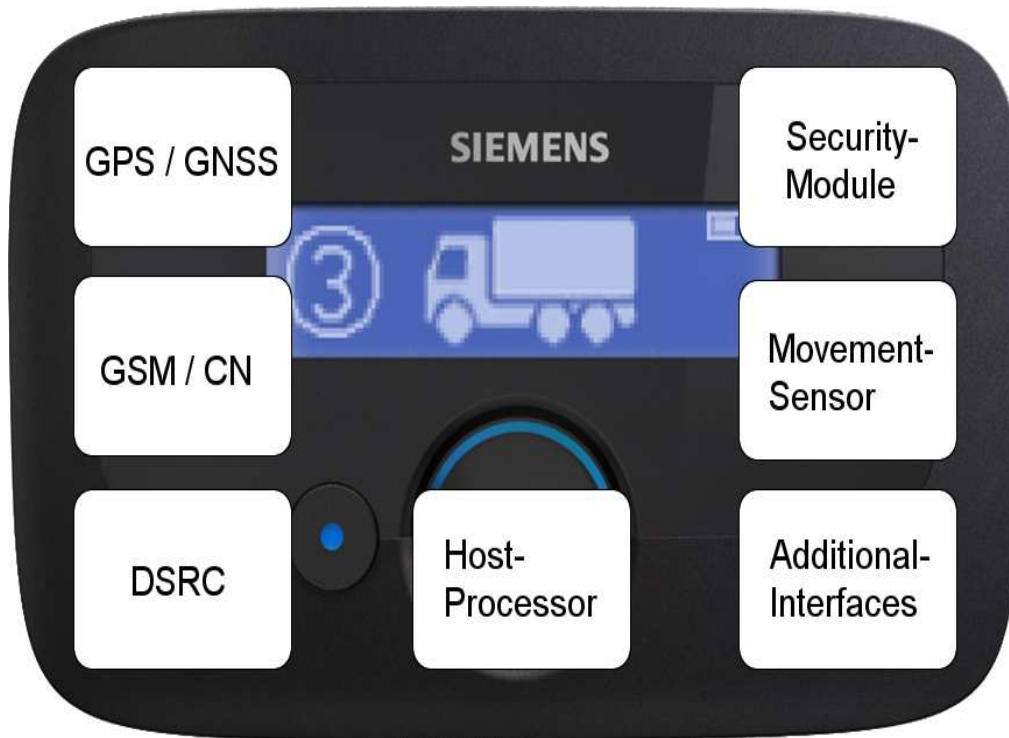 GPS / GNSS
SIEMENS
Security-
Module
3
GSM / CN
Movement-
Sensor
DSRC
Host-
Processor
Additional-
Interfaces